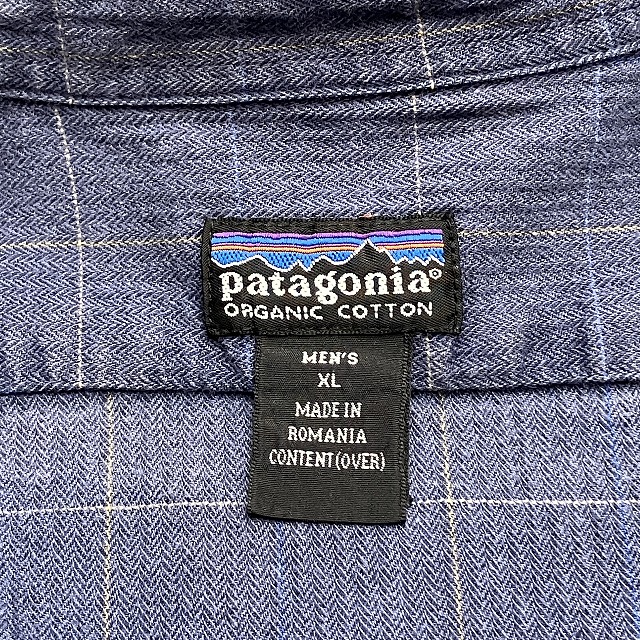 patagonia®
ORGANIC COTTON
MEN'S
XL
MADE IN
ROMANIA
CONTENT(OVER)